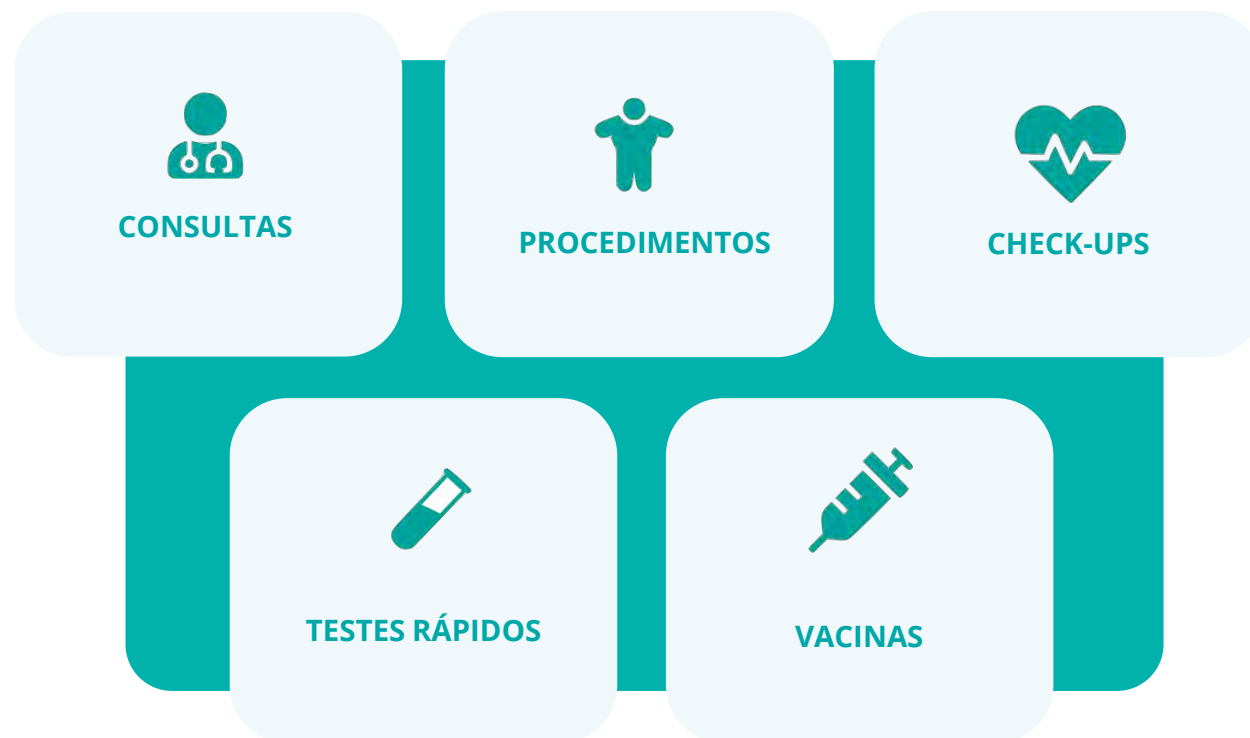 CONSULTAS
PROCEDIMENTOS
CHECK-UPS
TESTES RÁPIDOS
VACINAS